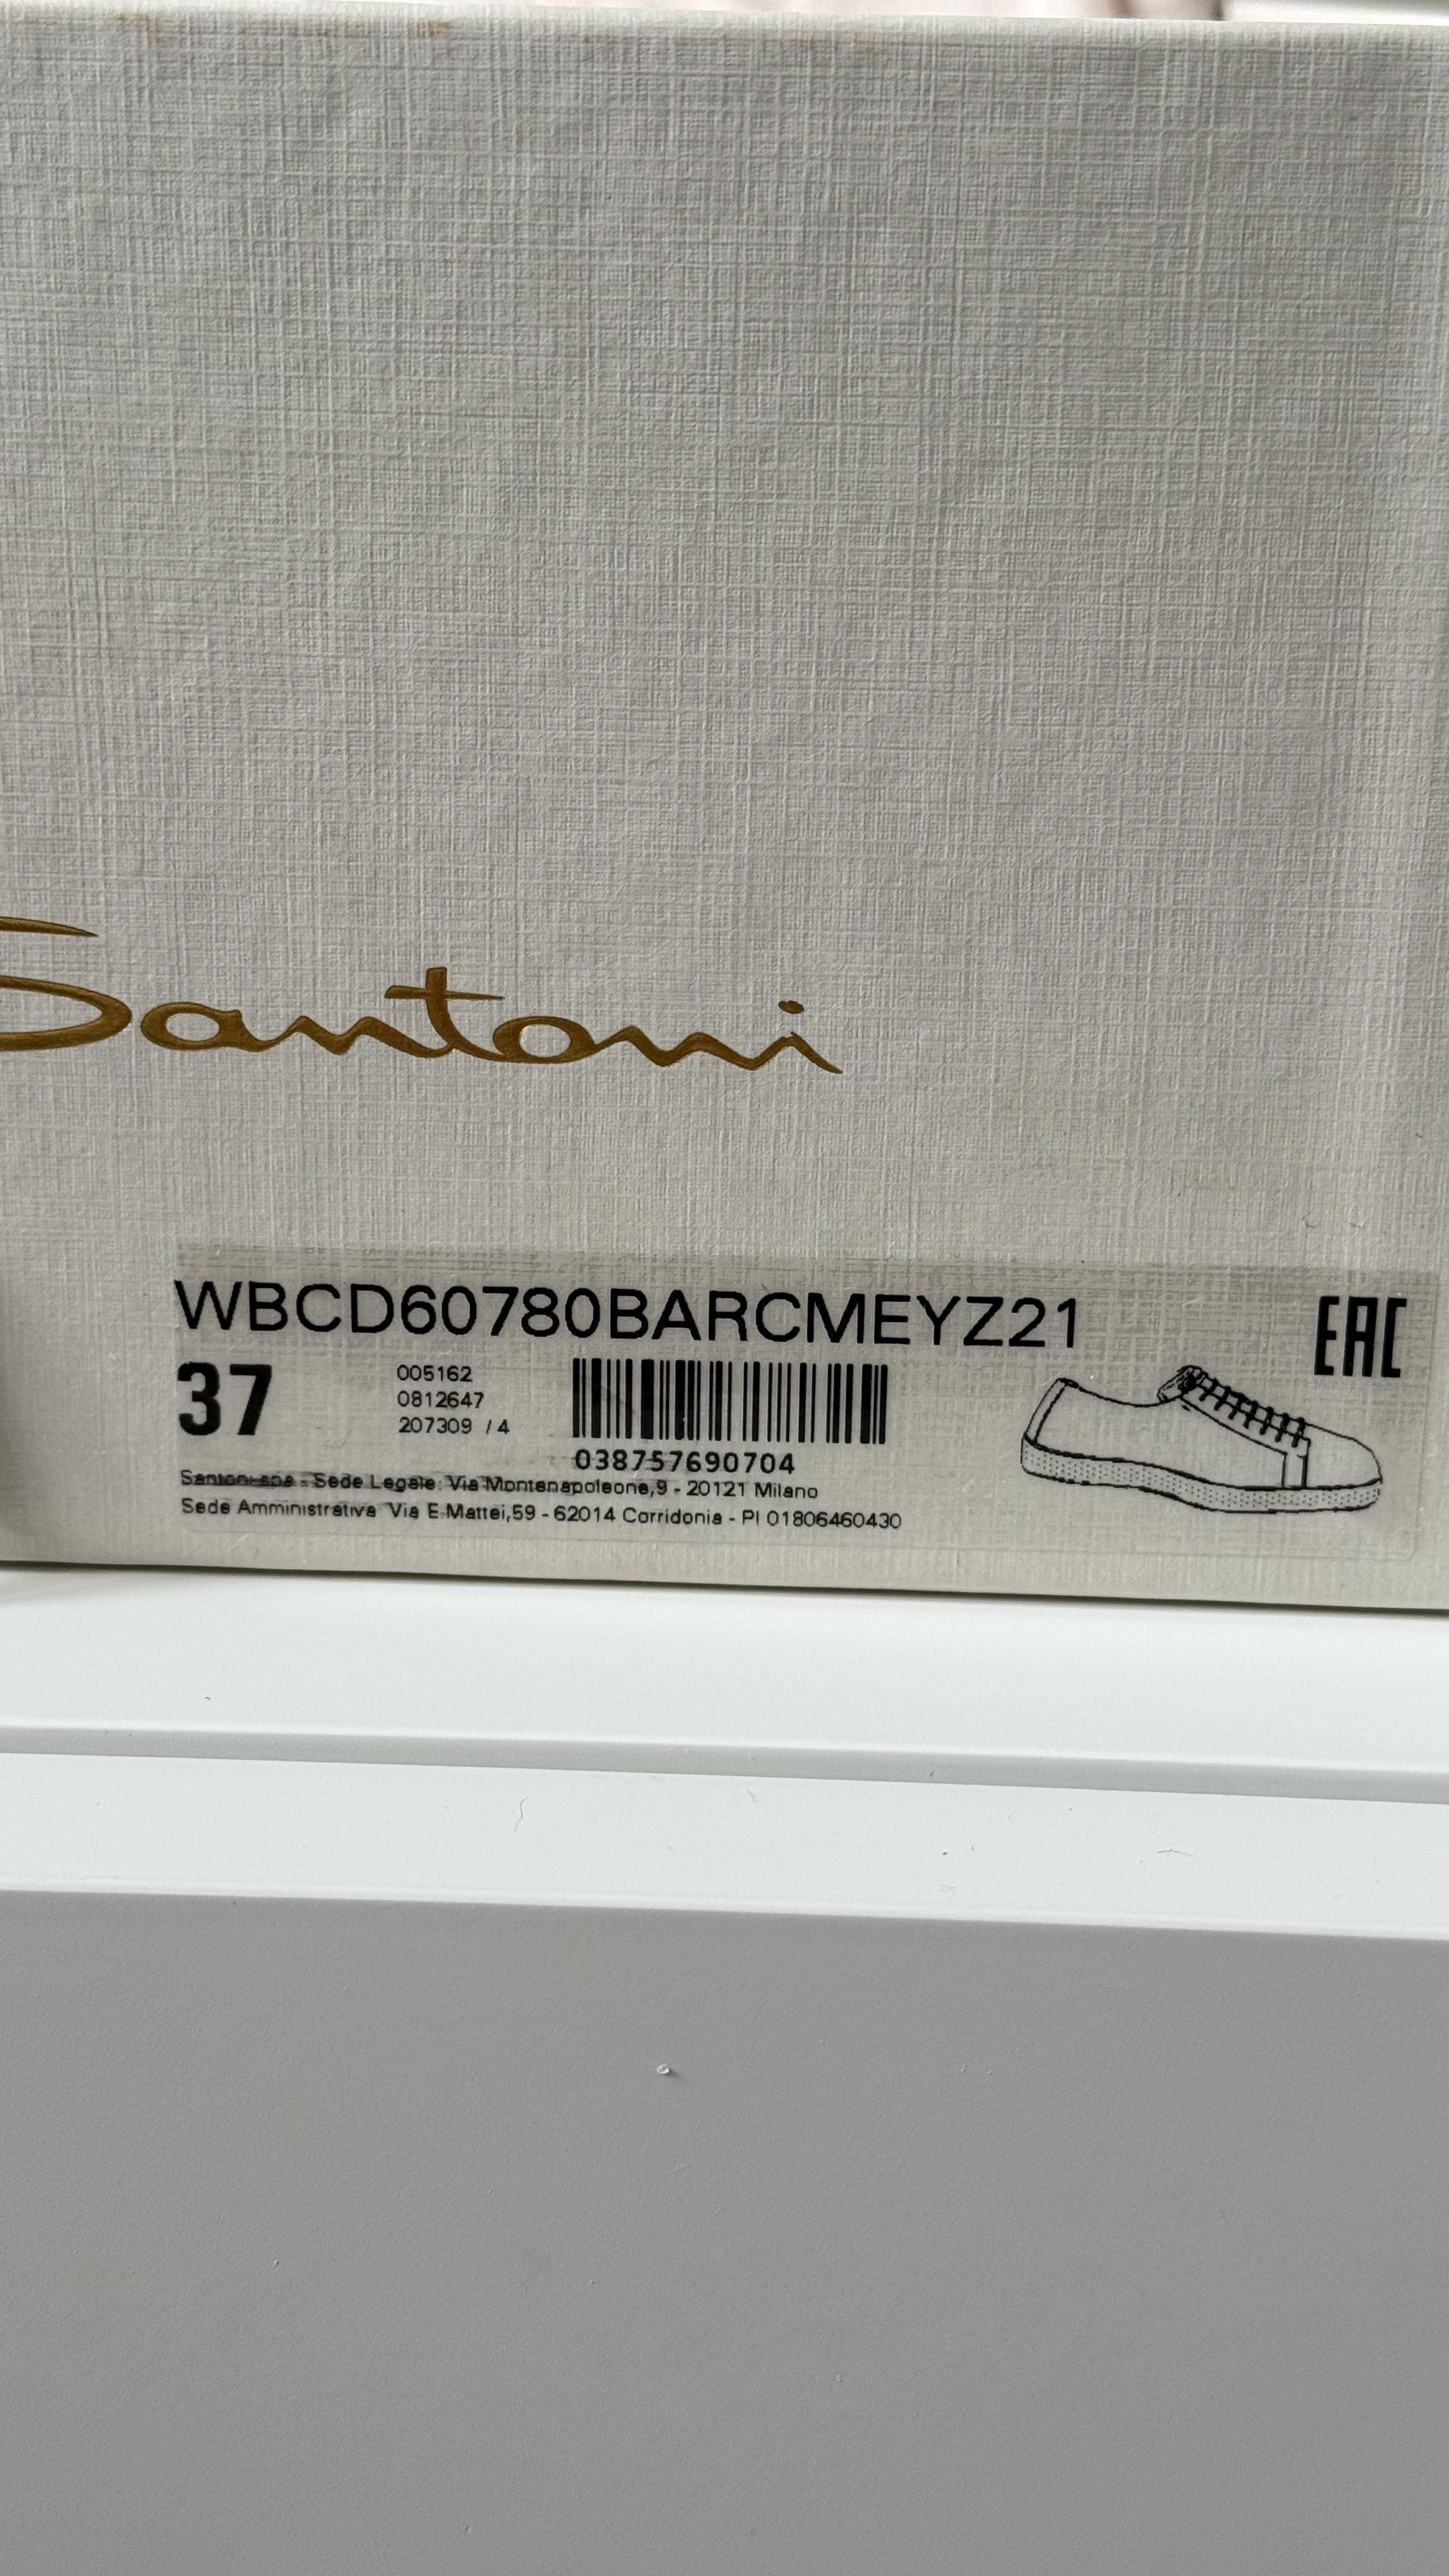 Santoni
WBCD60780BARCMEYZ21
EAC
37
005162
0812647
207309 / 4
038757690704
Santoni spa - Sede Legale: Via Montenapoleone,9 - 20121 Milano
Sede Amministrativa Via E.Mattei,59 - 62014 Corridonia - PI 01806460430